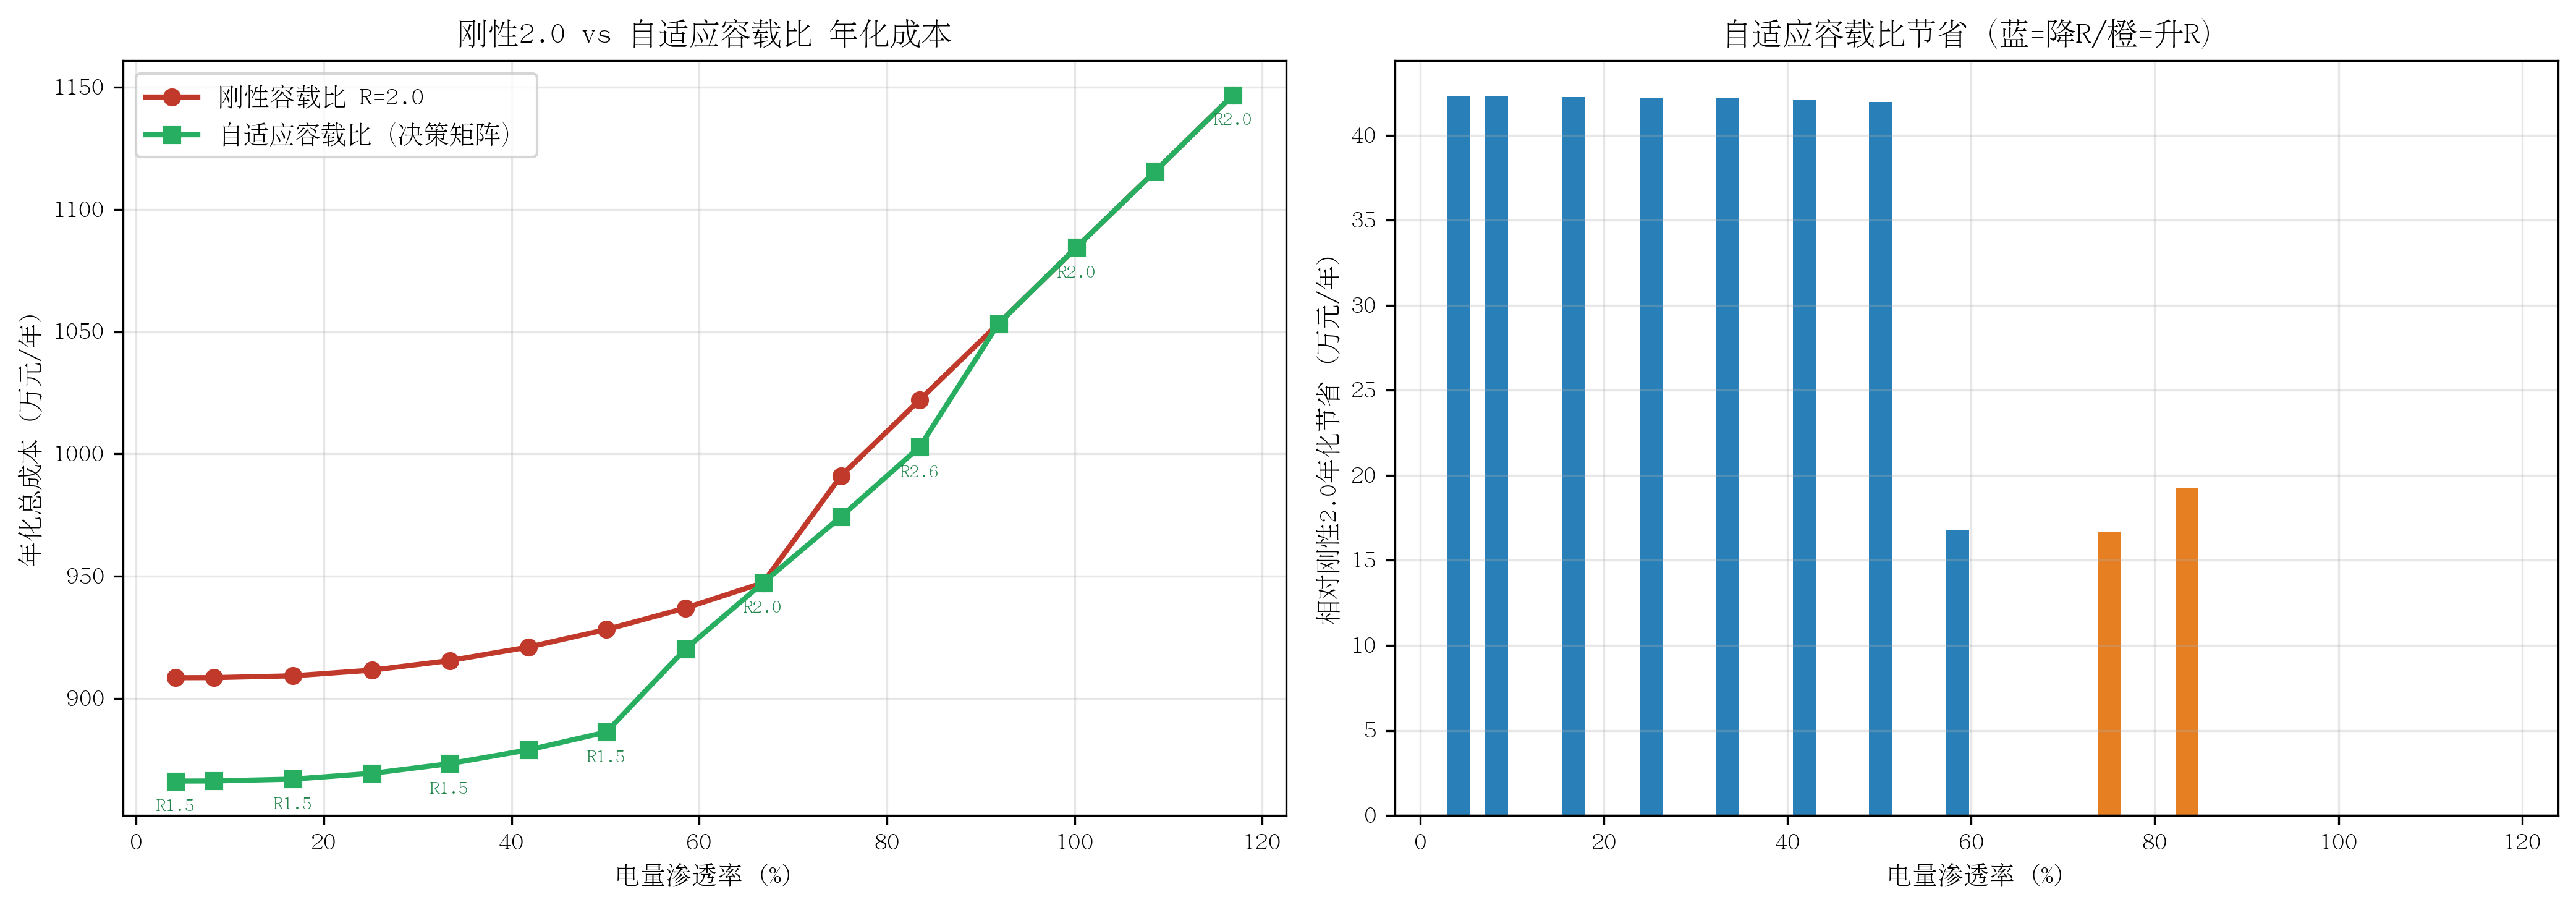 刚性2.0 vs 自适应容载比 年化成本
刚性容载比 R=2.0
自适应容载比 (决策矩阵)
年化总成本 (万元/年)
1150
1100
1050
1000
950
900
R1.5
R1.5
R1.5
R1.5
R2.0
R2.6
R2.0
R2.0
0 20 40 60 80 100 120
电量渗透率 (%)
自适应容载比节省 (蓝=降R/橙=升R)
相对刚性2.0年化节省 (万元/年)
40
35
30
25
20
15
10
5
0
0 20 40 60 80 100 120
电量渗透率 (%)